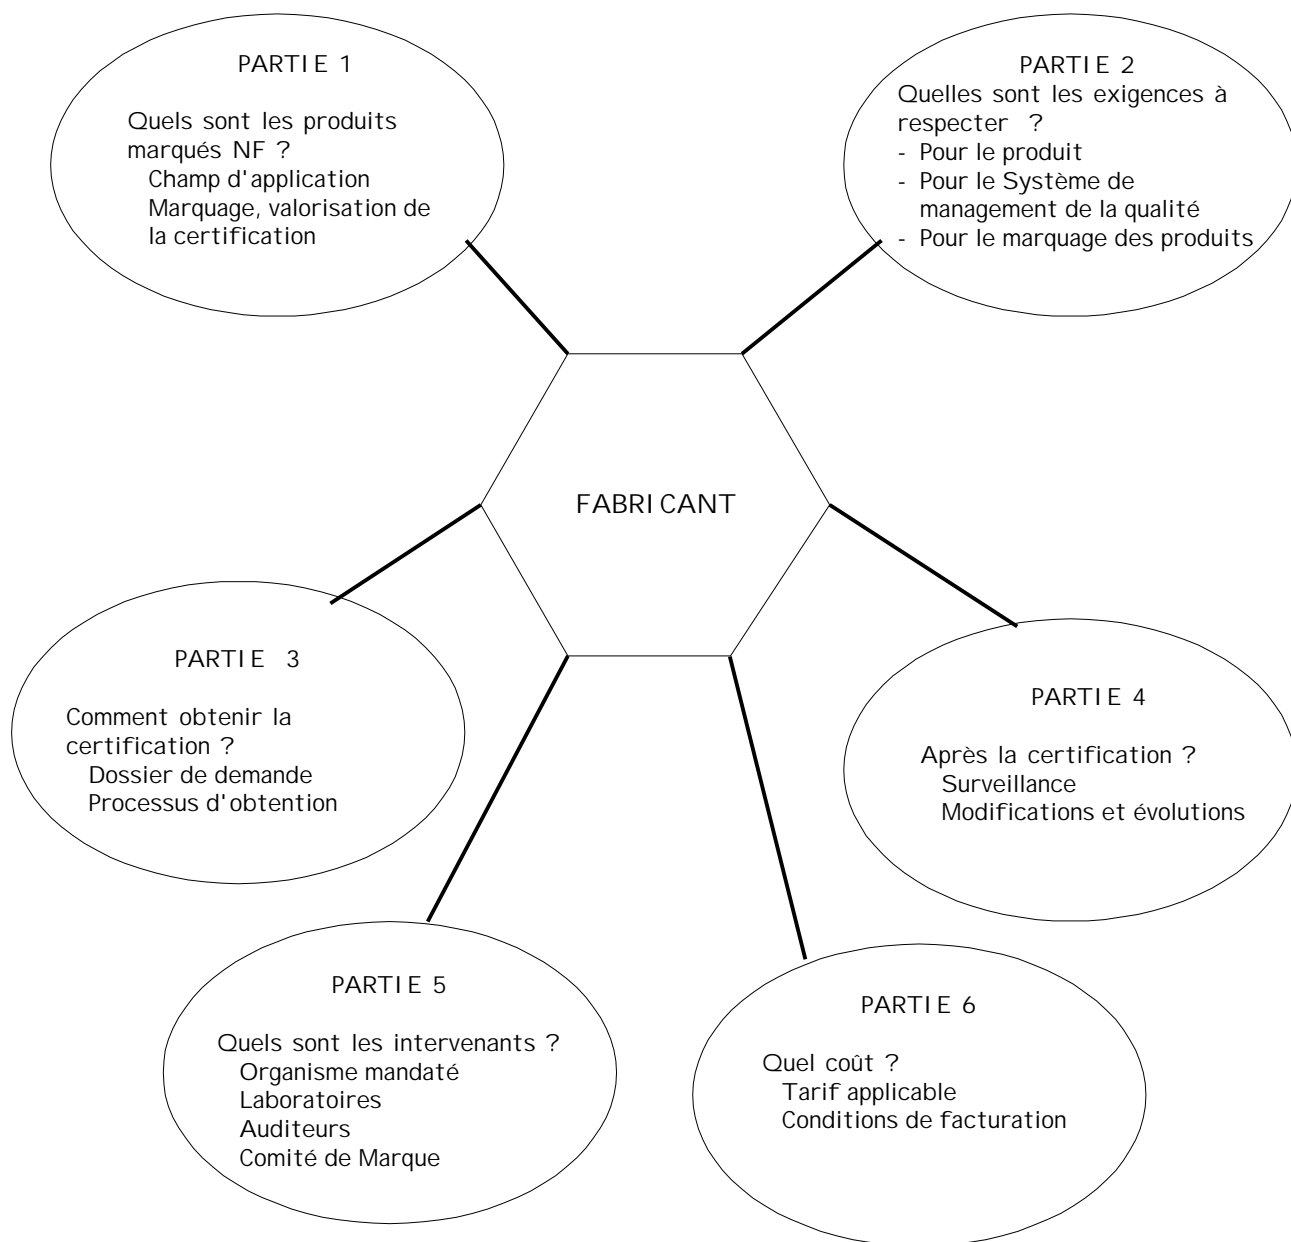 PARTIE 1
Quels sont les produits
marqués NF ?
Champ d'application
Marquage, valorisation de
la certification
PARTIE 2
Quelles sont les exigences à
respecter ?
- Pour le produit
- Pour le Système de
management de la qualité
- Pour le marquage des produits
FABRICANT
PARTIE 3
Comment obtenir la
certification ?
Dossier de demande
Processus d'obtention
PARTIE 4
Après la certification ?
Surveillance
Modifications et évolutions
PARTIE 5
Quels sont les intervenants ?
Organisme mandaté
Laboratoires
Auditeurs
Comité de Marque
PARTIE 6
Quel coût ?
Tarif applicable
Conditions de facturation